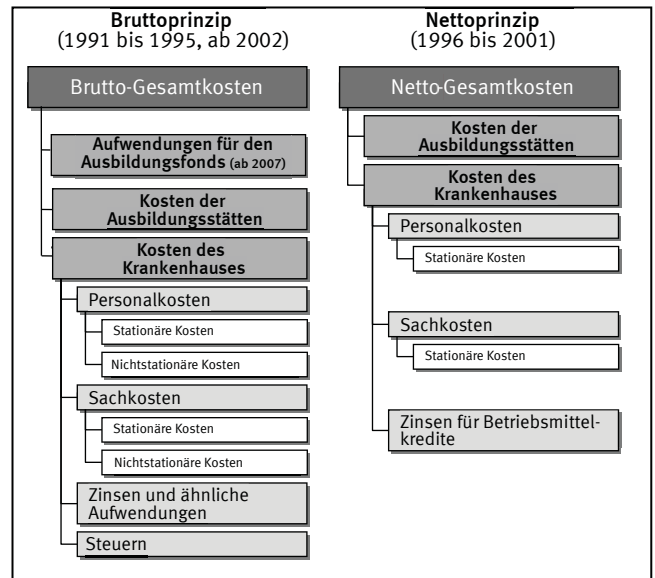 Bruttoprinzip
(1991 bis 1995, ab 2002)
Brutto-Gesamtkosten
Aufwendungen für den
Ausbildungsfonds (ab 2007)
Kosten der
Ausbildungsstätten
Kosten des
Krankenhauses
Personalkosten
Stationäre Kosten
Nichtstationäre Kosten
Sachkosten
Stationäre Kosten
Nichtstationäre Kosten
Zinsen und ähnliche
Aufwendungen
Steuern
Nettoprinzip
(1996 bis 2001)
Netto-Gesamtkosten
Kosten der
Ausbildungsstätten
Kosten des
Krankenhauses
Personalkosten
Stationäre Kosten
Sachkosten
Stationäre Kosten
Zinsen für Betriebsmittel-
kredite